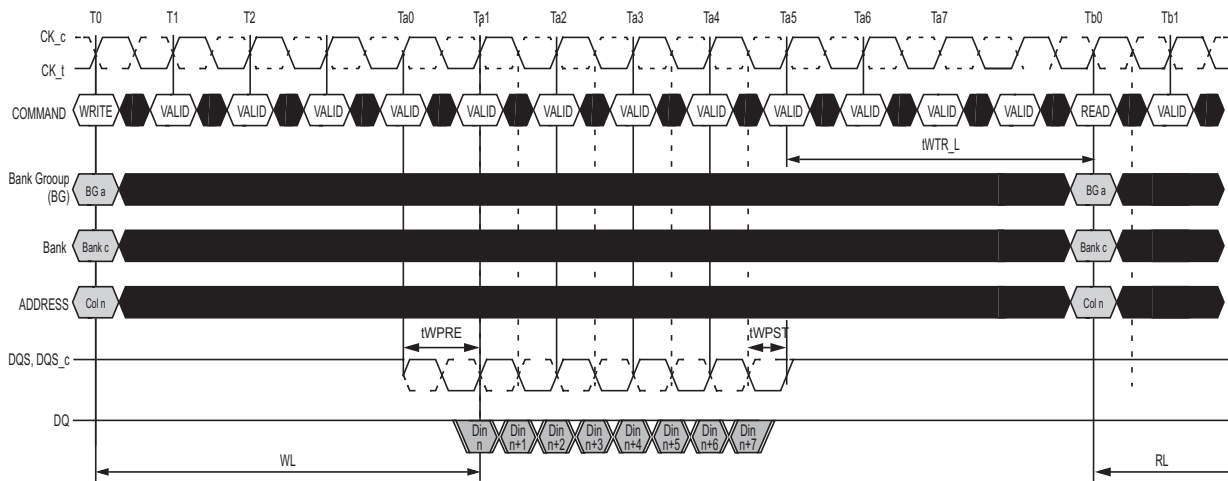 T0 T1 T2 Ta0 Ta1 Ta2 Ta3 Ta4 Ta5 Ta6 Ta7 Tb0 Tb1
CK_c
CK_t
COMMAND WRITE VALID VALID VALID VALID VALID VALID VALID VALID VALID VALID VALID VALID READ VALID
tWTR_L
Bank Grooup
(BG)
BG a BG a
Bank Bank c Bank c
ADDRESS Col n Col n
tWPRE tWPST
DQS, DQS_c
DQ
Din n Din n+1 Din n+2 Din n+3 Din n+4 Din n+5 Din n+6 Din n+7
WL RL